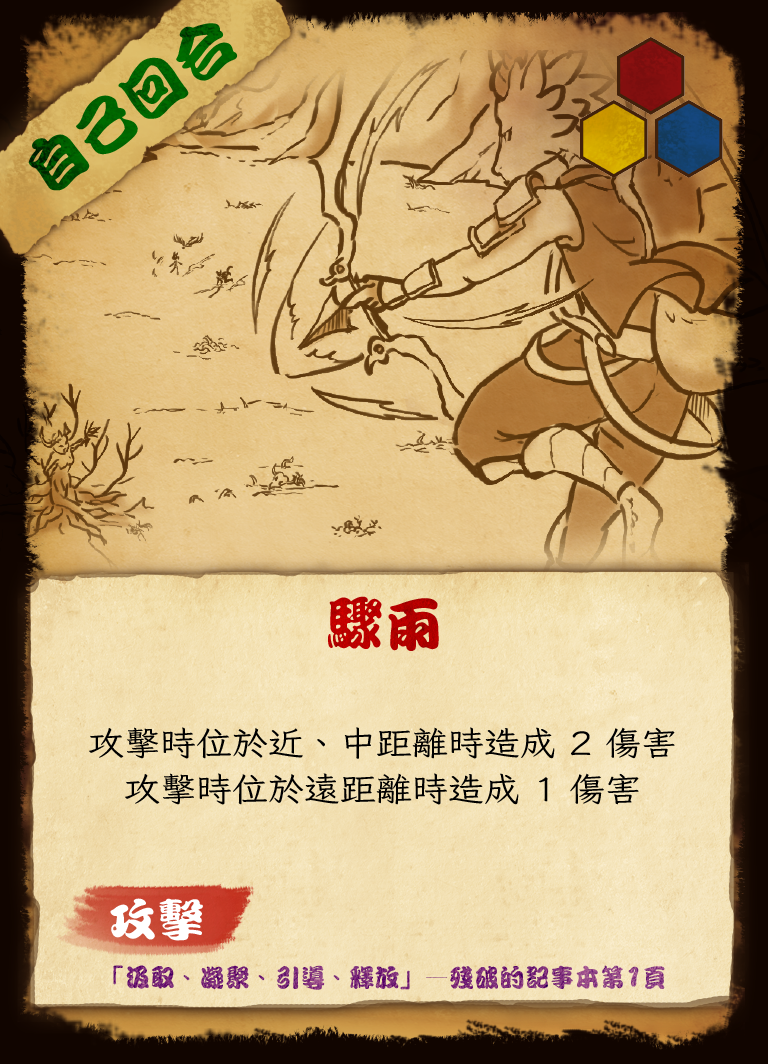 自己回合
驟雨
攻擊時位於近、中距離時造成 2 傷害
攻擊時位於遠距離時造成 1 傷害
攻擊
「汲取、凝聚、引導、釋放」—殘破的記事本第1頁